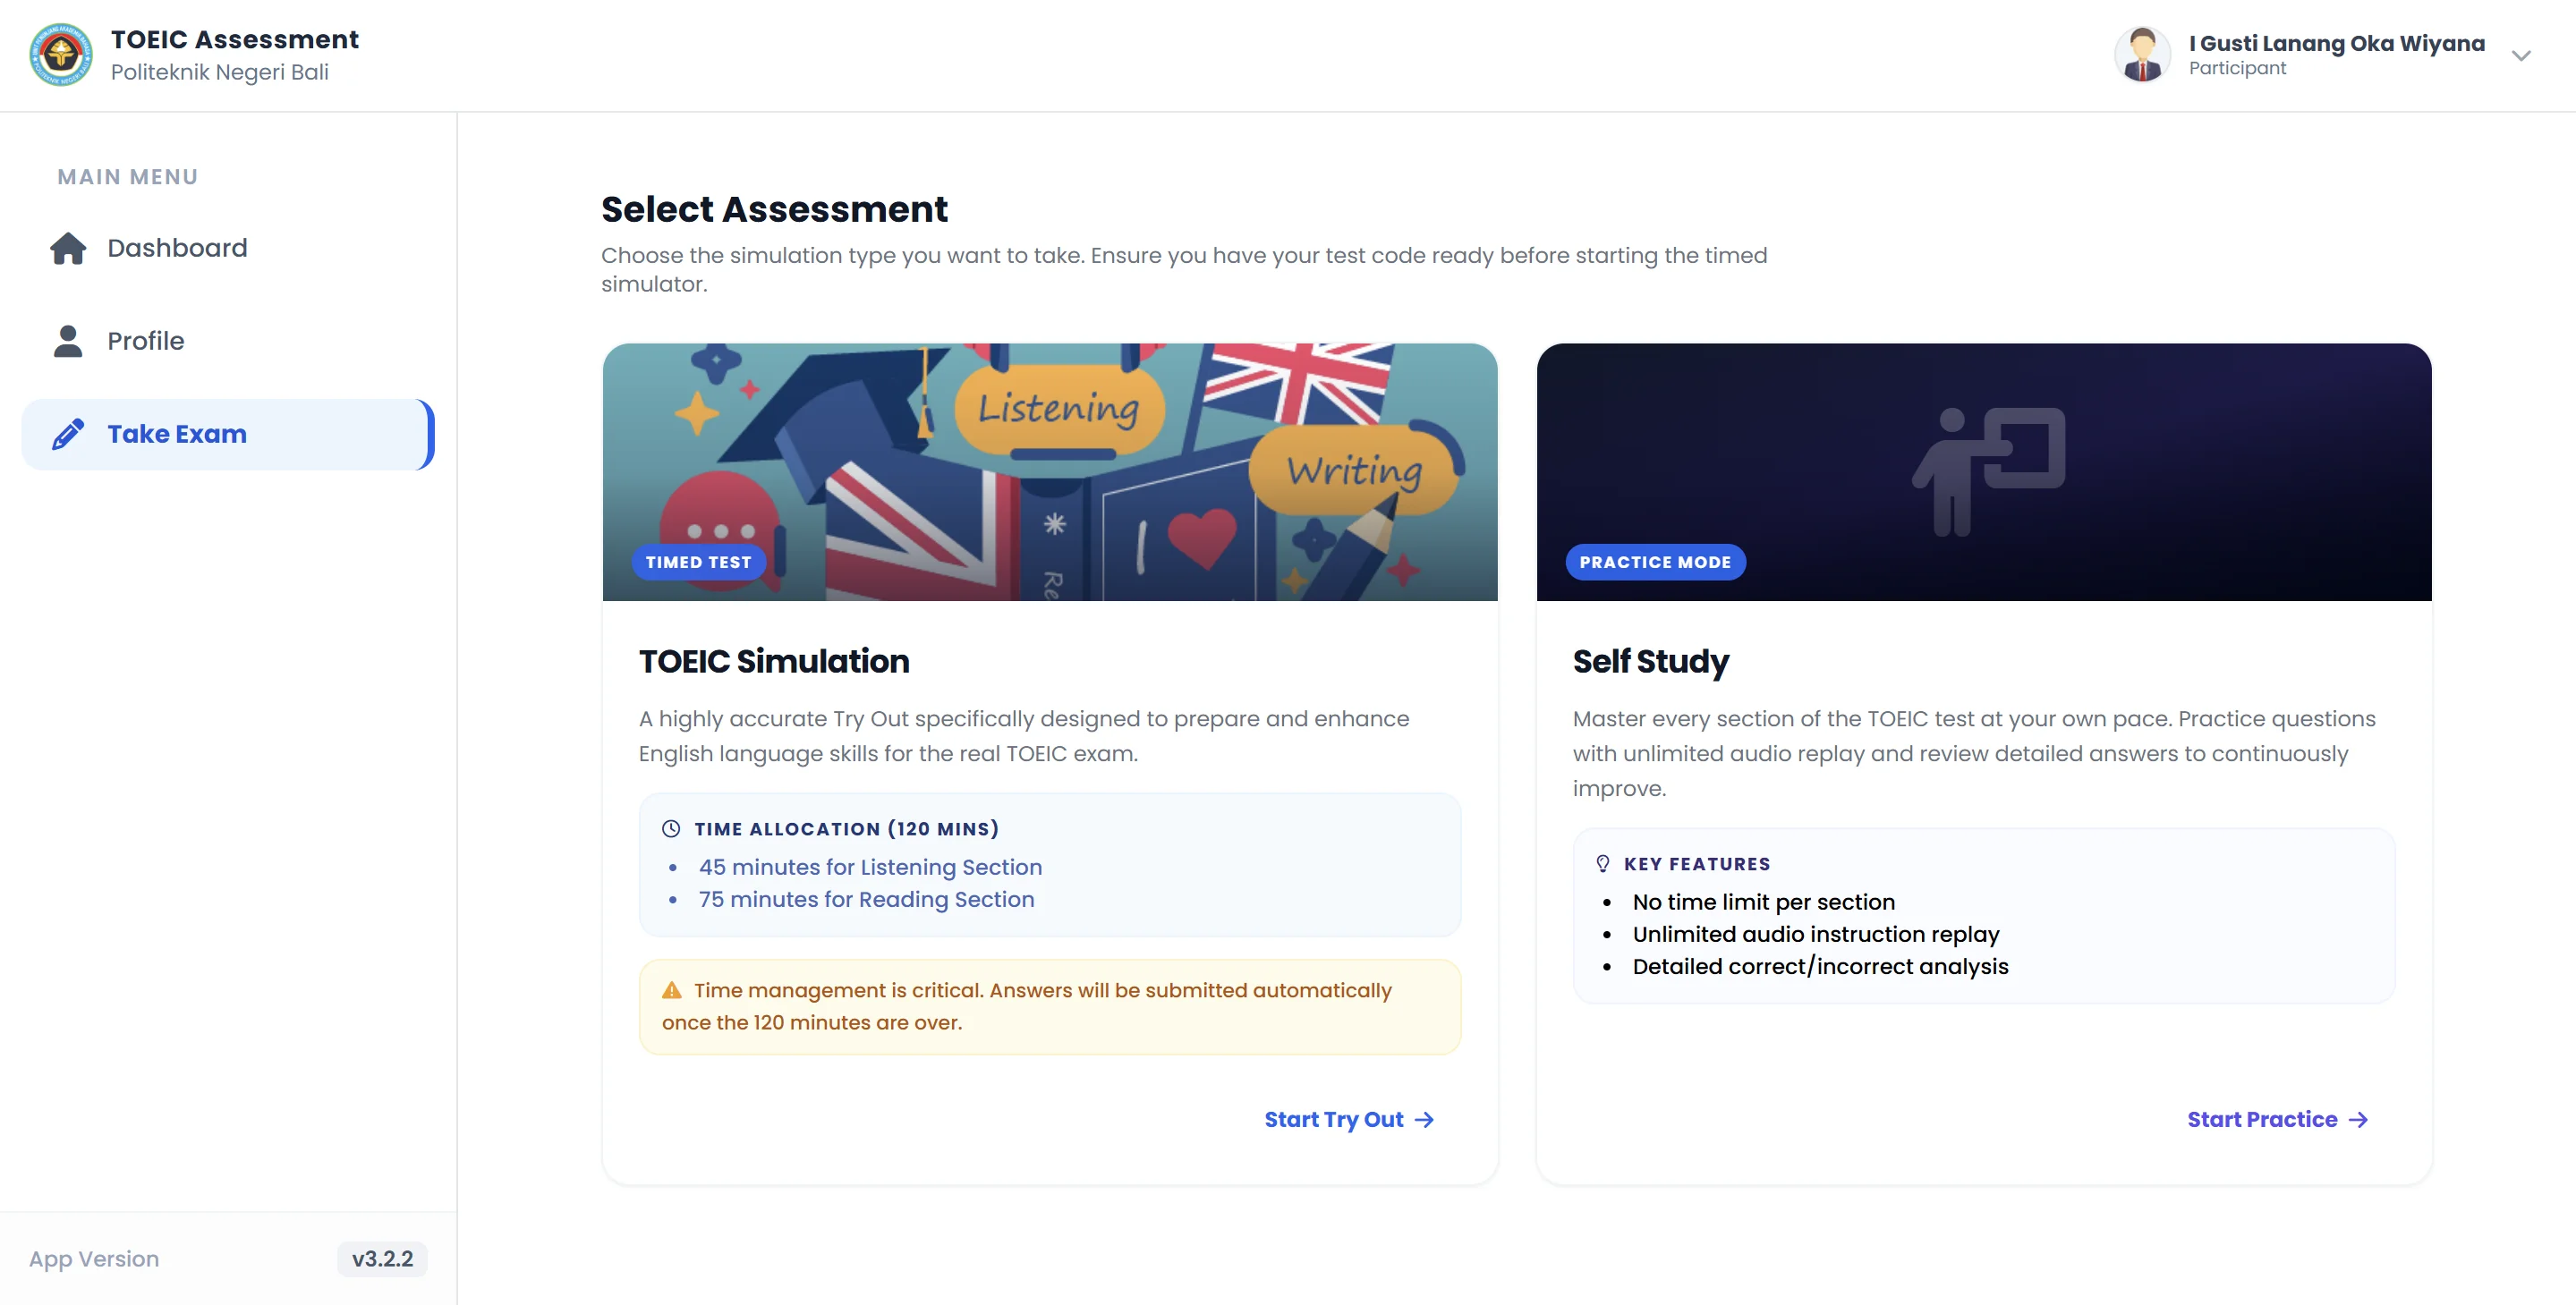 TOEIC Assessment
Politeknik Negeri Bali
I Gusti Lanang Oka Wiyana
Participant
MAIN MENU
Dashboard
Profile
Take Exam
App Version
v3.2.2
Select Assessment
Choose the simulation type you want to take. Ensure you have your test code ready before starting the timed
simulator.
Listening
Writing
I
Re
TIMED TEST
TOEIC Simulation
A highly accurate Try Out specifically designed to prepare and enhance
English language skills for the real TOEIC exam.
TIME ALLOCATION (120 MINS)
• 45 minutes for Listening Section
• 75 minutes for Reading Section
Time management is critical. Answers will be submitted automatically
once the 120 minutes are over.
Start Try Out →
PRACTICE MODE
Self Study
Master every section of the TOEIC test at your own pace. Practice questions
with unlimited audio replay and review detailed answers to continuously
improve.
KEY FEATURES
• No time limit per section
• Unlimited audio instruction replay
• Detailed correct/incorrect analysis
Start Practice →